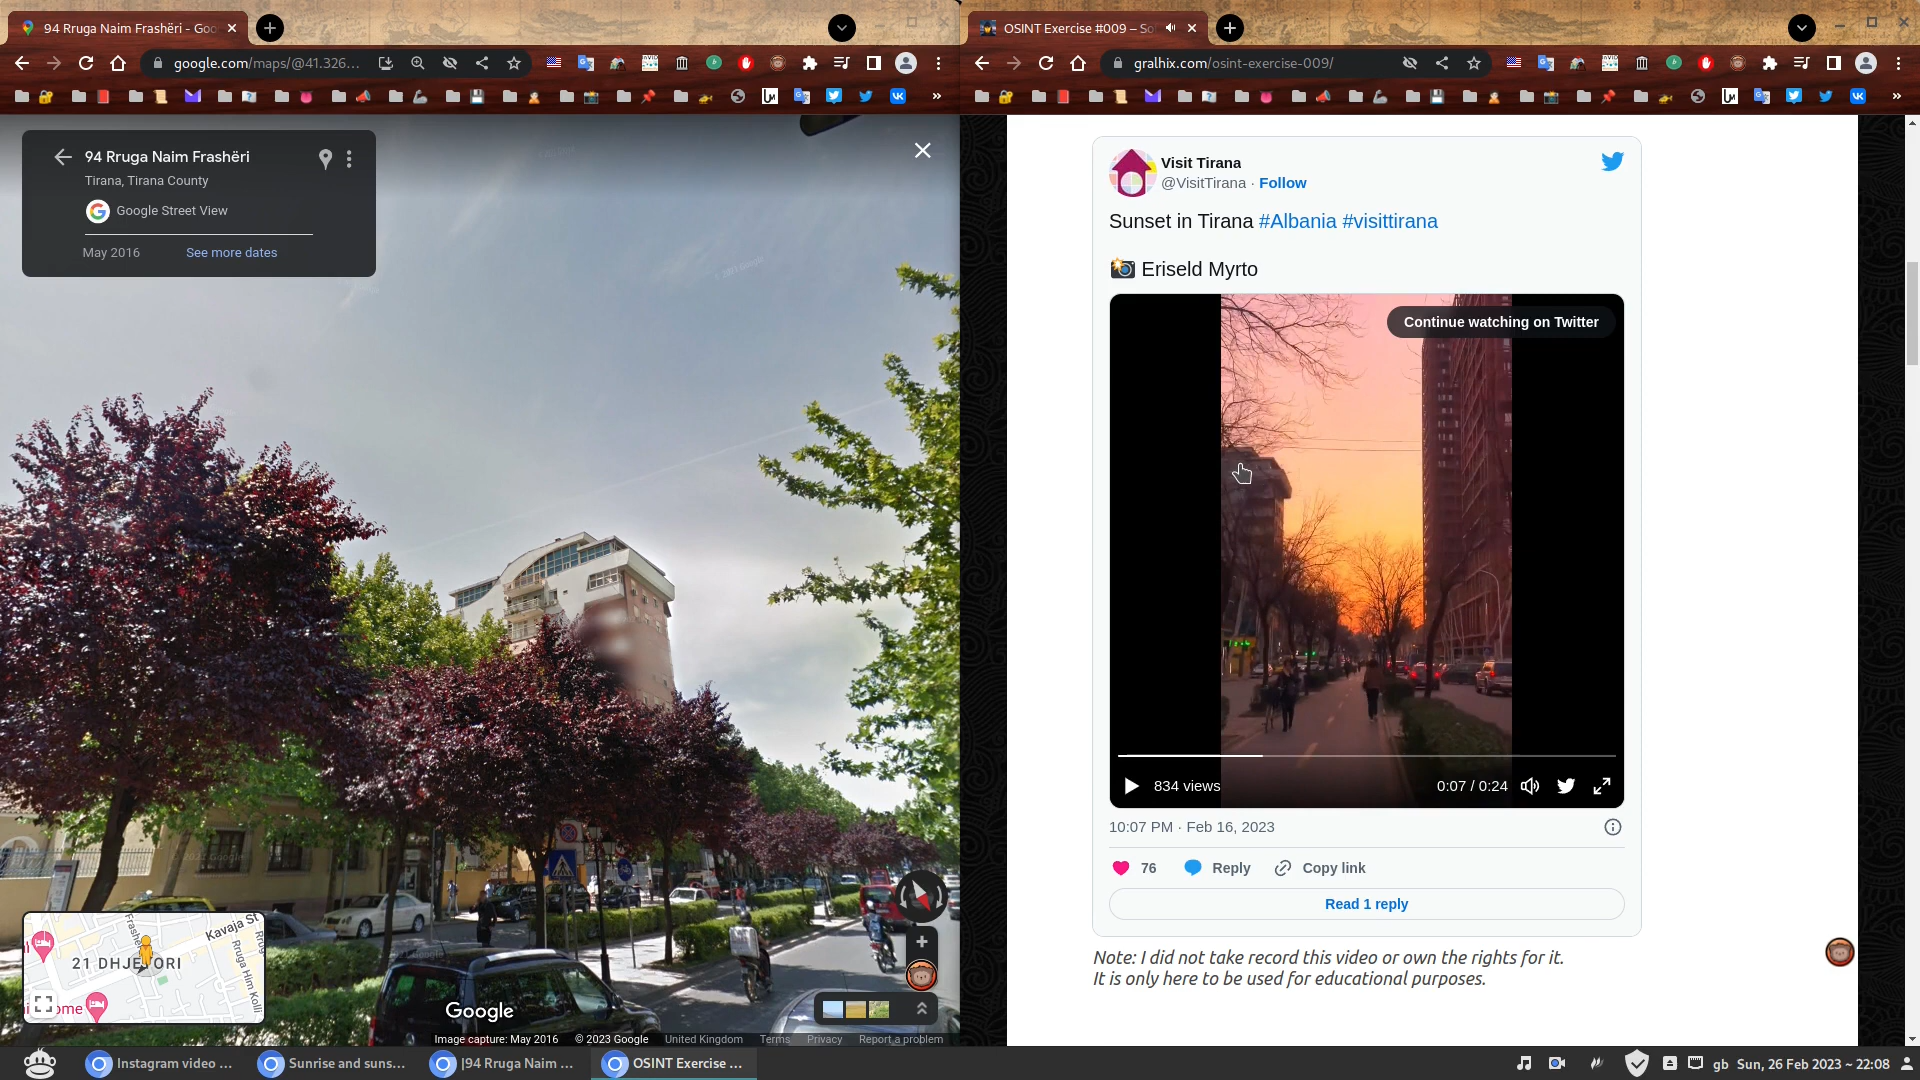 94 Rruga Naim Frashëri - Goo
OSINT Exercise #009 – So
google.com/maps/@41.326...
gralhix.com/osint-exercise-009/
94 Rruga Naim Frashëri
Tirana, Tirana County
Google Street View
May 2016
See more dates
Visit Tirana
@VisitTirana · Follow
Sunset in Tirana #Albania #visittirana
Eriseld Myrto
Continue watching on Twitter
834 views
0:07 / 0:24
10:07 PM · Feb 16, 2023
76 Reply Copy link
Read 1 reply
Note: I did not take record this video or own the rights for it.
It is only here to be used for educational purposes.
Kavaja St
21 DHJETORI
Rruga Him Kolli
ome
Google
Image capture: May 2016 © 2023 Google United Kingdom Terms Privacy Report a problem
Instagram video ...
Sunrise and suns...
|94 Rruga Naim ...
OSINT Exercise ...
gb Sun, 26 Feb 2023 ~ 22:08